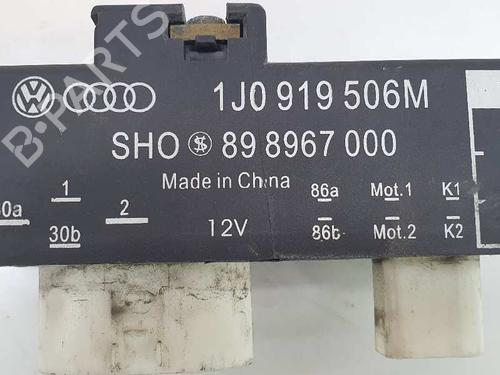 B-PARTS
1J0 919 506M
SHO 89 8967 000
Made in China
12V
1
30b
2
86a Mot.1 K1
86b Mot.2 K2